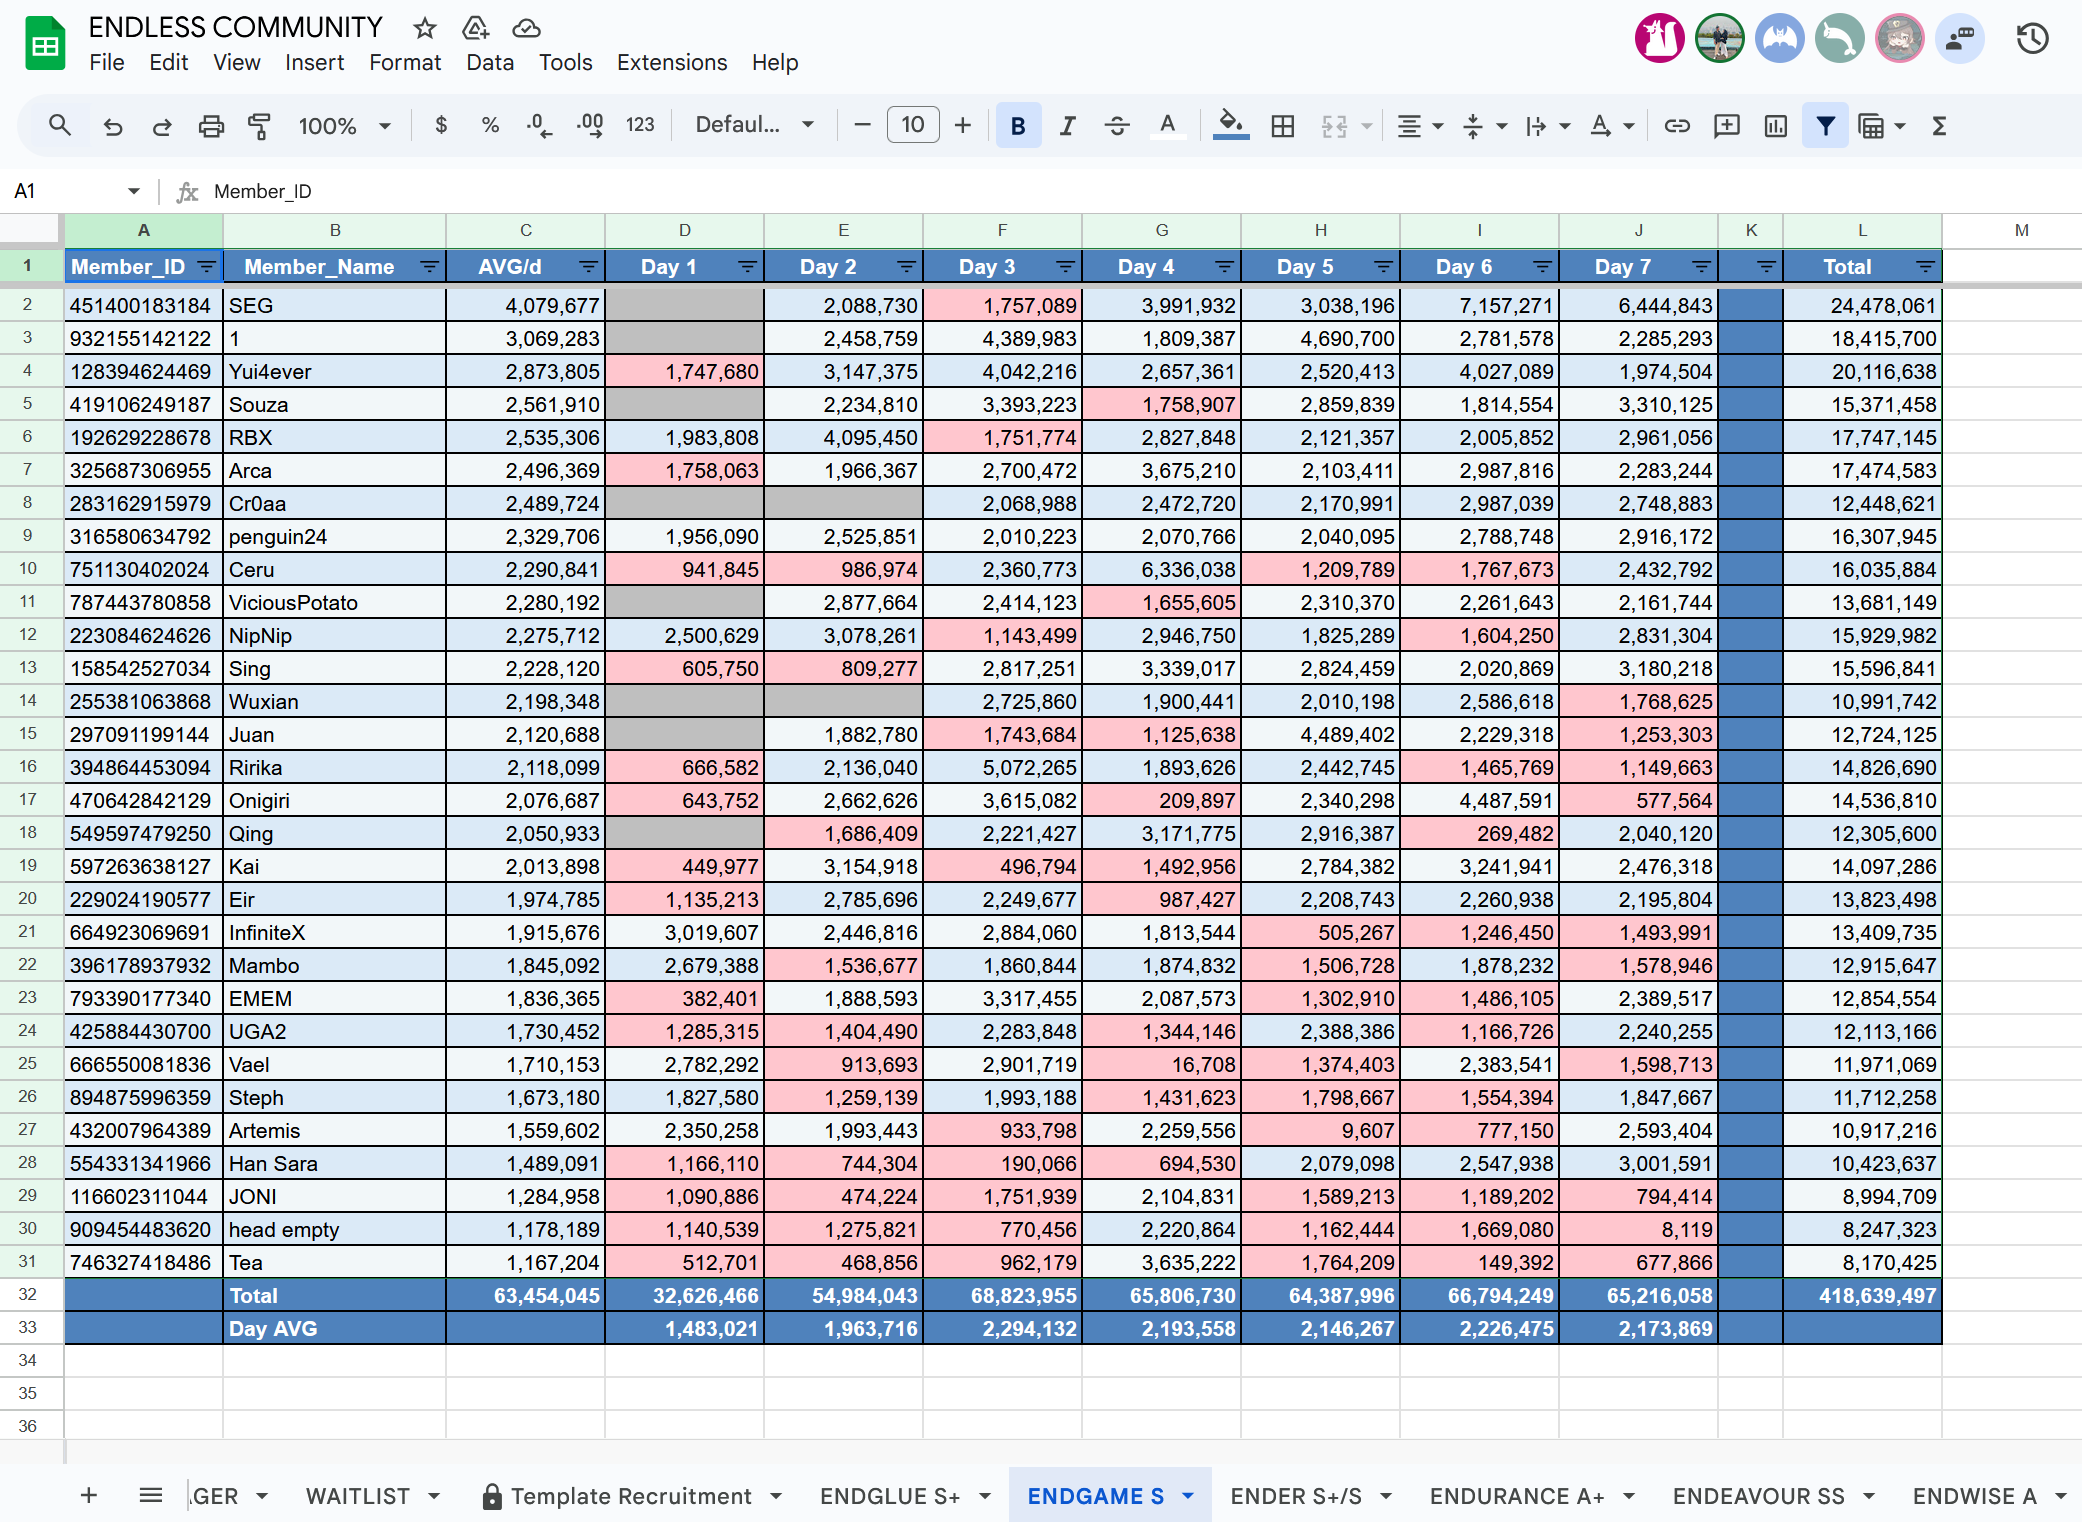 ENDLESS COMMUNITY
File Edit View Insert Format Data Tools Extensions Help
100% $ % .0 .00 123 Defaul... − 10 + B I A
A1 fx Member_ID
A B C D E F G H I J K L M
1 Member_ID Member_Name AVG/d Day 1 Day 2 Day 3 Day 4 Day 5 Day 6 Day 7 Total
2 451400183184 SEG 4,079,677 2,088,730 1,757,089 3,991,932 3,038,196 7,157,271 6,444,843 24,478,061
3 932155142122 1 3,069,283 2,458,759 4,389,983 1,809,387 4,690,700 2,781,578 2,285,293 18,415,700
4 128394624469 Yui4ever 2,873,805 1,747,680 3,147,375 4,042,216 2,657,361 2,520,413 4,027,089 1,974,504 20,116,638
5 419106249187 Souza 2,561,910 2,234,810 3,393,223 1,758,907 2,859,839 1,814,554 3,310,125 15,371,458
6 192629228678 RBX 2,535,306 1,983,808 4,095,450 1,751,774 2,827,848 2,121,357 2,005,852 2,961,056 17,747,145
7 325687306955 Arca 2,496,369 1,758,063 1,966,367 2,700,472 3,675,210 2,103,411 2,987,816 2,283,244 17,474,583
8 283162915979 Cr0aa 2,489,724 2,068,988 2,472,720 2,170,991 2,987,039 2,748,883 12,448,621
9 316580634792 penguin24 2,329,706 1,956,090 2,525,851 2,010,223 2,070,766 2,040,095 2,788,748 2,916,172 16,307,945
10 751130402024 Ceru 2,290,841 941,845 986,974 2,360,773 6,336,038 1,209,789 1,767,673 2,432,792 16,035,884
11 787443780858 ViciousPotato 2,280,192 2,877,664 2,414,123 1,655,605 2,310,370 2,261,643 2,161,744 13,681,149
12 223084624626 NipNip 2,275,712 2,500,629 3,078,261 1,143,499 2,946,750 1,825,289 1,604,250 2,831,304 15,929,982
13 158542527034 Sing 2,228,120 605,750 809,277 2,817,251 3,339,017 2,824,459 2,020,869 3,180,218 15,596,841
14 255381063868 Wuxian 2,198,348 2,725,860 1,900,441 2,010,198 2,586,618 1,768,625 10,991,742
15 297091199144 Juan 2,120,688 1,882,780 1,743,684 1,125,638 4,489,402 2,229,318 1,253,303 12,724,125
16 394864453094 Ririka 2,118,099 666,582 2,136,040 5,072,265 1,893,626 2,442,745 1,465,769 1,149,663 14,826,690
17 470642842129 Onigiri 2,076,687 643,752 2,662,626 3,615,082 209,897 2,340,298 4,487,591 577,564 14,536,810
18 549597479250 Qing 2,050,933 1,686,409 2,221,427 3,171,775 2,916,387 269,482 2,040,120 12,305,600
19 597263638127 Kai 2,013,898 449,977 3,154,918 496,794 1,492,956 2,784,382 3,241,941 2,476,318 14,097,286
20 229024190577 Eir 1,974,785 1,135,213 2,785,696 2,249,677 987,427 2,208,743 2,260,938 2,195,804 13,823,498
21 664923069691 InfiniteX 1,915,676 3,019,607 2,446,816 2,884,060 1,813,544 505,267 1,246,450 1,493,991 13,409,735
22 396178937932 Mambo 1,845,092 2,679,388 1,536,677 1,860,844 1,874,832 1,506,728 1,878,232 1,578,946 12,915,647
23 793390177340 EMEM 1,836,365 382,401 1,888,593 3,317,455 2,087,573 1,302,910 1,486,105 2,389,517 12,854,554
24 425884430700 UGA2 1,730,452 1,285,315 1,404,490 2,283,848 1,344,146 2,388,386 1,166,726 2,240,255 12,113,166
25 666550081836 Vael 1,710,153 2,782,292 913,693 2,901,719 16,708 1,374,403 2,383,541 1,598,713 11,971,069
26 894875996359 Steph 1,673,180 1,827,580 1,259,139 1,993,188 1,431,623 1,798,667 1,554,394 1,847,667 11,712,258
27 432007964389 Artemis 1,559,602 2,350,258 1,993,443 933,798 2,259,556 9,607 777,150 2,593,404 10,917,216
28 554331341966 Han Sara 1,489,091 1,166,110 744,304 190,066 694,530 2,079,098 2,547,938 3,001,591 10,423,637
29 116602311044 JONI 1,284,958 1,090,886 474,224 1,751,939 2,104,831 1,589,213 1,189,202 794,414 8,994,709
30 909454483620 head empty 1,178,189 1,140,539 1,275,821 770,456 2,220,864 1,162,444 1,669,080 8,119 8,247,323
31 746327418486 Tea 1,167,204 512,701 468,856 962,179 3,635,222 1,764,209 149,392 677,866 8,170,425
32 Total 63,454,045 32,626,466 54,984,043 68,823,955 65,806,730 64,387,996 66,794,249 65,216,058 418,639,497
33 Day AVG 1,483,021 1,963,716 2,294,132 2,193,558 2,146,267 2,226,475 2,173,869
34
35
36
GER WAITLIST Template Recruitment ENDGLUE S+ ENDGAME S ENDER S+/S ENDURANCE A+ ENDEAVOUR SS ENDWISE A